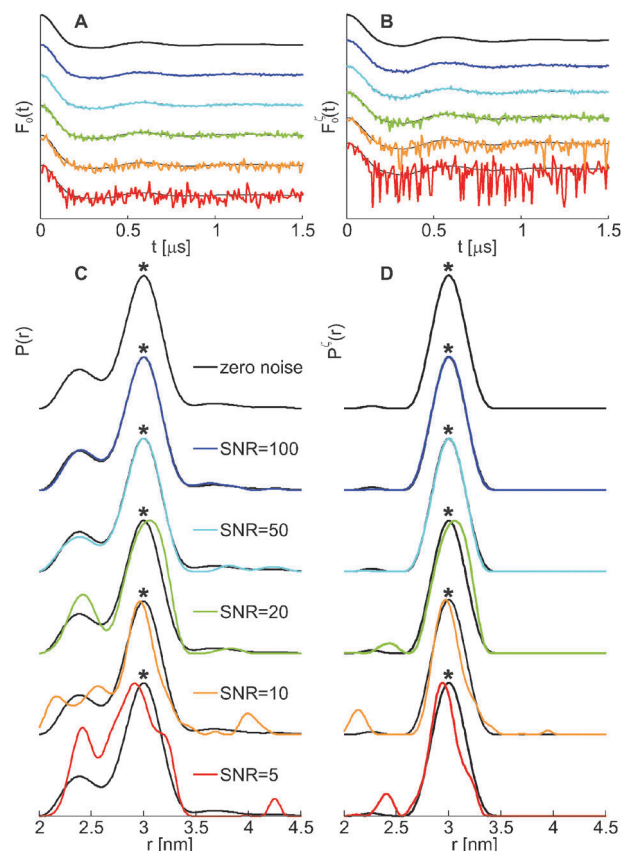 A
B
F₀(t)
F₀^ζ(t)
0 0.5 1 1.5
0 0.5 1 1.5
t [μs]
t [μs]
C
D
P(r)
P^ζ(r)
*
*
zero noise
*
*
SNR=100
*
*
SNR=50
*
*
SNR=20
*
*
SNR=10
*
*
SNR=5
2 2.5 3 3.5 4 4.5
2 2.5 3 3.5 4 4.5
r [nm]
r [nm]